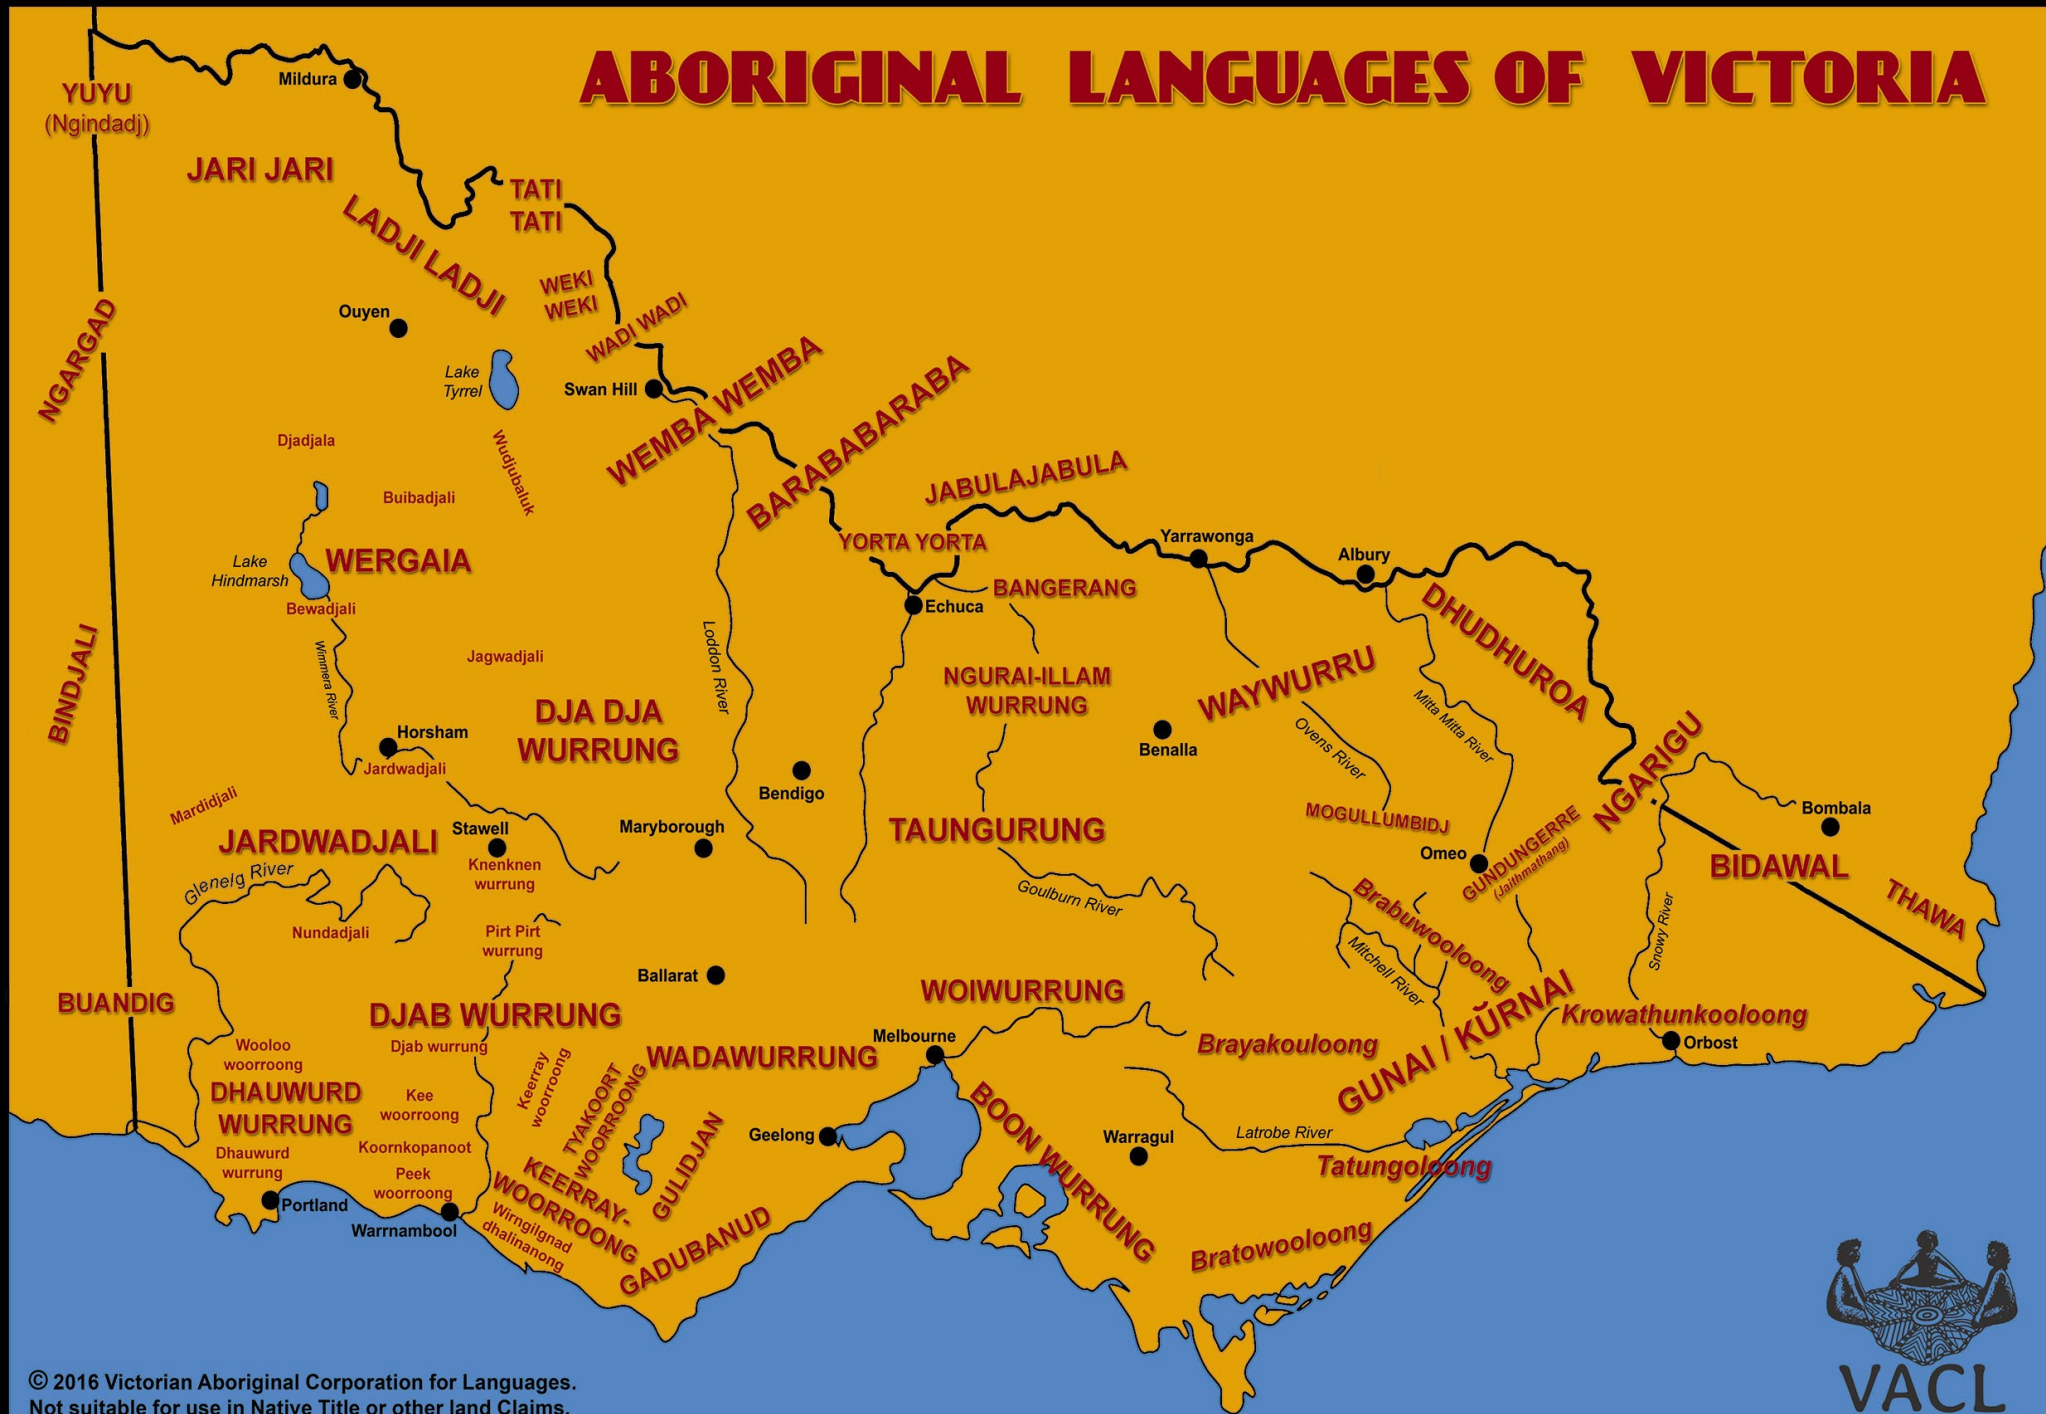 ABORIGINAL LANGUAGES OF VICTORIA
Mildura
YUYU
(Ngindadj)
JARI JARI
TATI
TATI
LADJI LADJI
WEKI
WEKI
Ouyen
WADI WADI
NGARGAD
Lake
Tyrrel
Swan Hill
WEMBA WEMBA
BARABABARABA
Djadjala
Wudjubaluk
Buibadjali
JABULAJABULA
YORTA YORTA
Yarrawonga
Albury
Lake
Hindmarsh
WERGAIA
BANGERANG
Echuca
Bewadjali
DHUDHUROA
BINDJALI
Wimmera River
Jagwadjali
Loddon River
NGURAI-ILLAM
WURRUNG
WAYWURRU
Mitta Mitta River
DJA DJA
WURRUNG
Horsham
Benalla
Ovens River
NGARIGU
Jardwadjali
Bendigo
Mardidjali
MOGULLUMBIDJ
Bombala
JARDWADJALI
Stawell
Maryborough
TAUNGURUNG
Omeo
GUNDUNGERRE
(Jaithmathang)
BIDAWAL
Knenknen
wurrung
Glenelg River
Goulburn River
Brabuwooloong
THAWA
Nundadjali
Pirt Pirt
wurrung
Snowy River
Mitchell River
Ballarat
BUANDIG
WOIWURRUNG
DJAB WURRUNG
GUNAI / KŬRNAI
Krowathunkooloong
Orbost
Wooloo
woorroong
Djab wurrung
Melbourne
Brayakouloong
WADAWURRUNG
Keerray
woorroong
TYAKOORT
WOORROONG
DHAUWURD
WURRUNG
Kee
woorroong
BOON WURRUNG
Geelong
Warragul
Latrobe River
GULIDJAN
Koornkopanoot
Dhauwurd
wurrung
Peek
woorroong
Tatungoloong
KEERRAY-
WOORROONG
Portland
Warrnambool
Wirngilgnad
dhalinanong
GADUBANUD
Bratowooloong
© 2016 Victorian Aboriginal Corporation for Languages.
Not suitable for use in Native Title or other land Claims.
VACL